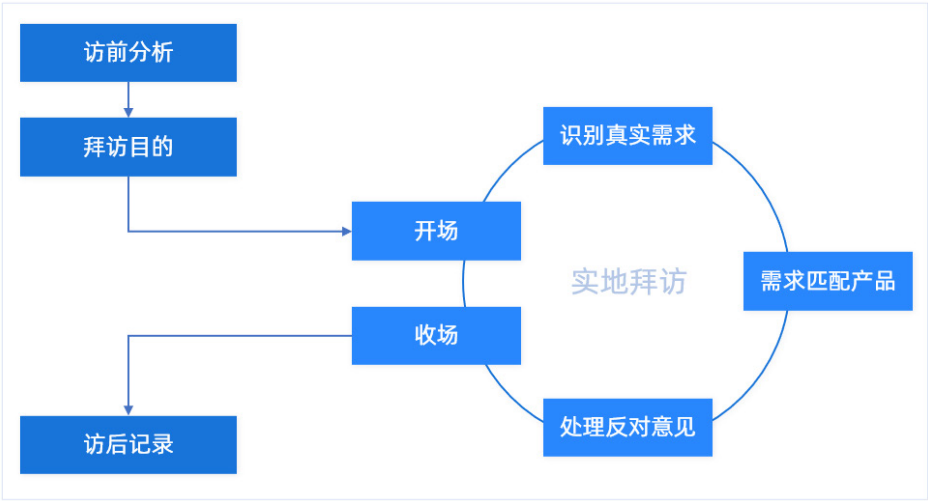 访前分析
拜访目的
开场
识别真实需求
需求匹配产品
处理反对意见
收场
实地拜访
访后记录